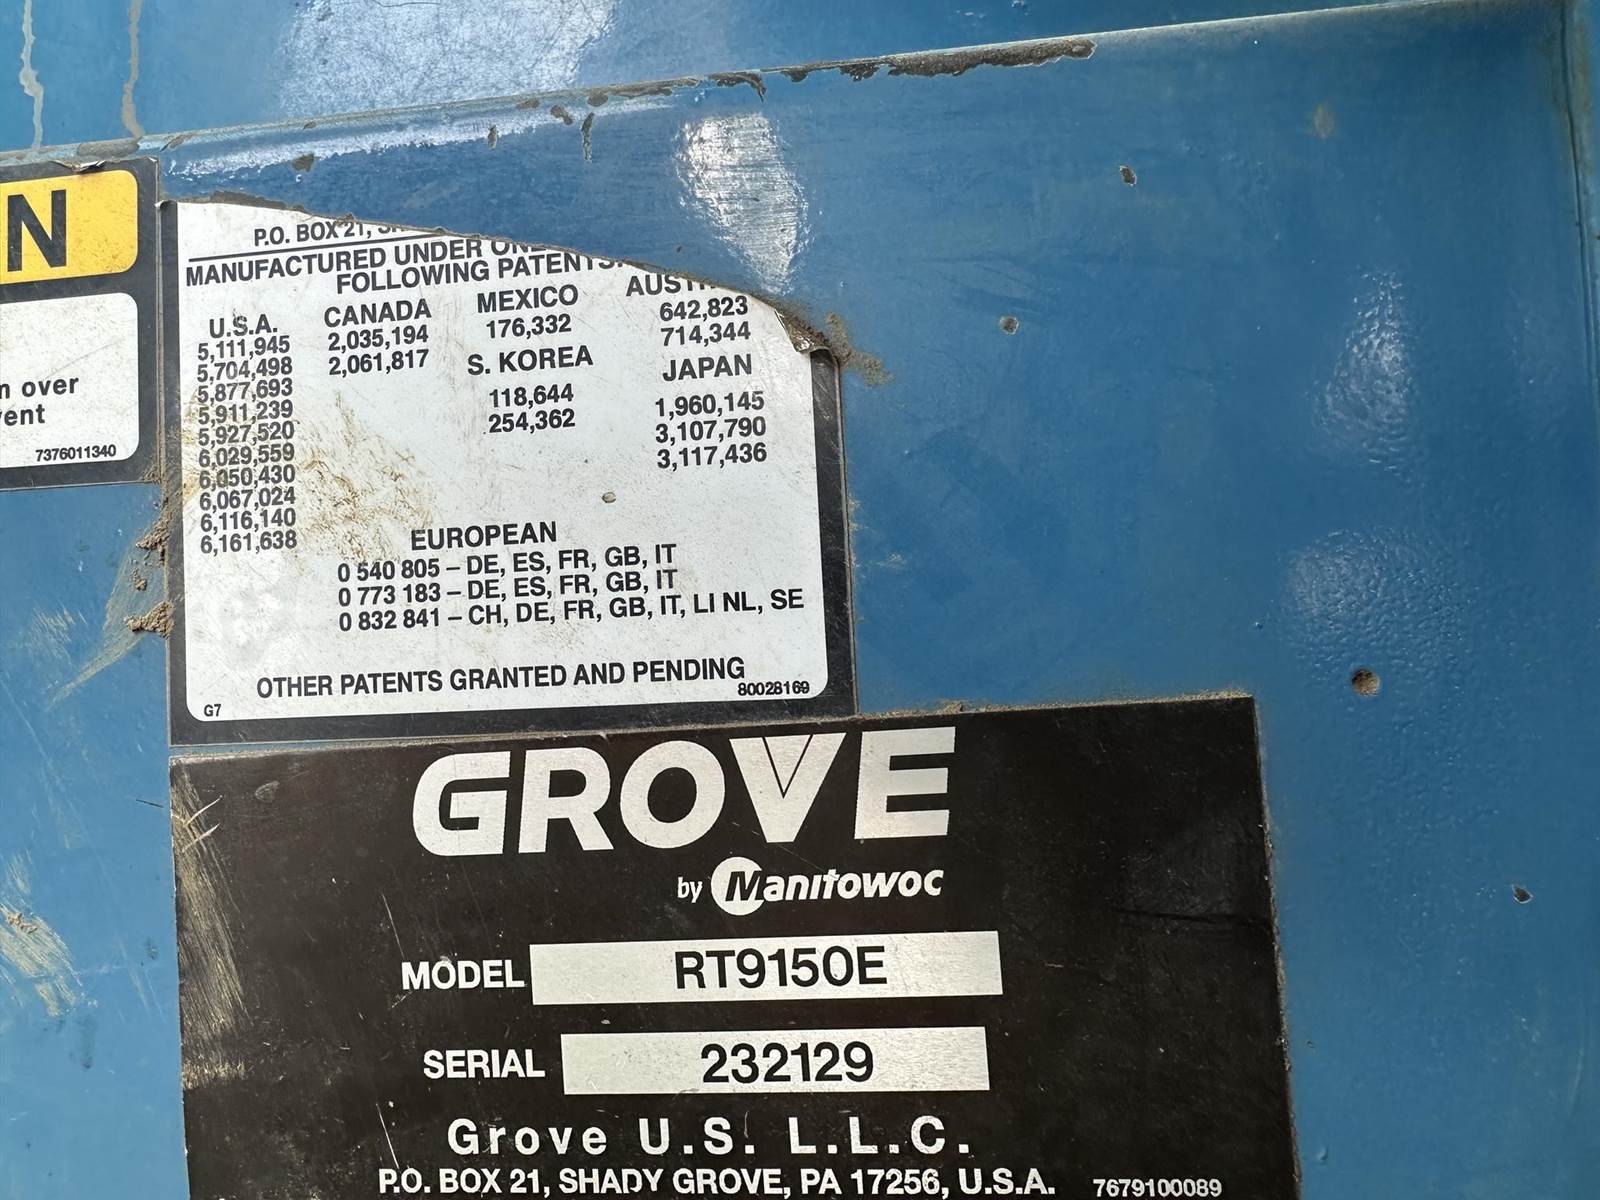 N
over
7376011340
P.O. BOX 21,
MANUFACTURED UNDER
FOLLOWING PATENTS:
U.S.A.
5,111,945
5,704,498
5,877,693
5,911,239
5,927,520
6,029,559
6,050,430
6,067,024
6,116,140
6,161,638
CANADA
2,035,194
2,061,817
MEXICO
176,332
S. KOREA
118,644
254,362
642,823
714,344
JAPAN
1,960,145
3,107,790
3,117,436
EUROPEAN
0 540 805 – DE, ES, FR, GB, IT
0 773 183 – DE, ES, FR, GB, IT
0 832 841 – CH, DE, FR, GB, IT, LI NL, SE
OTHER PATENTS GRANTED AND PENDING
G7
80028169
GROVE
by Manitowoc
MODEL RT9150E
SERIAL 232129
Grove U.S. L.L.C.
P.O. BOX 21, SHADY GROVE, PA 17256, U.S.A.
7679100089